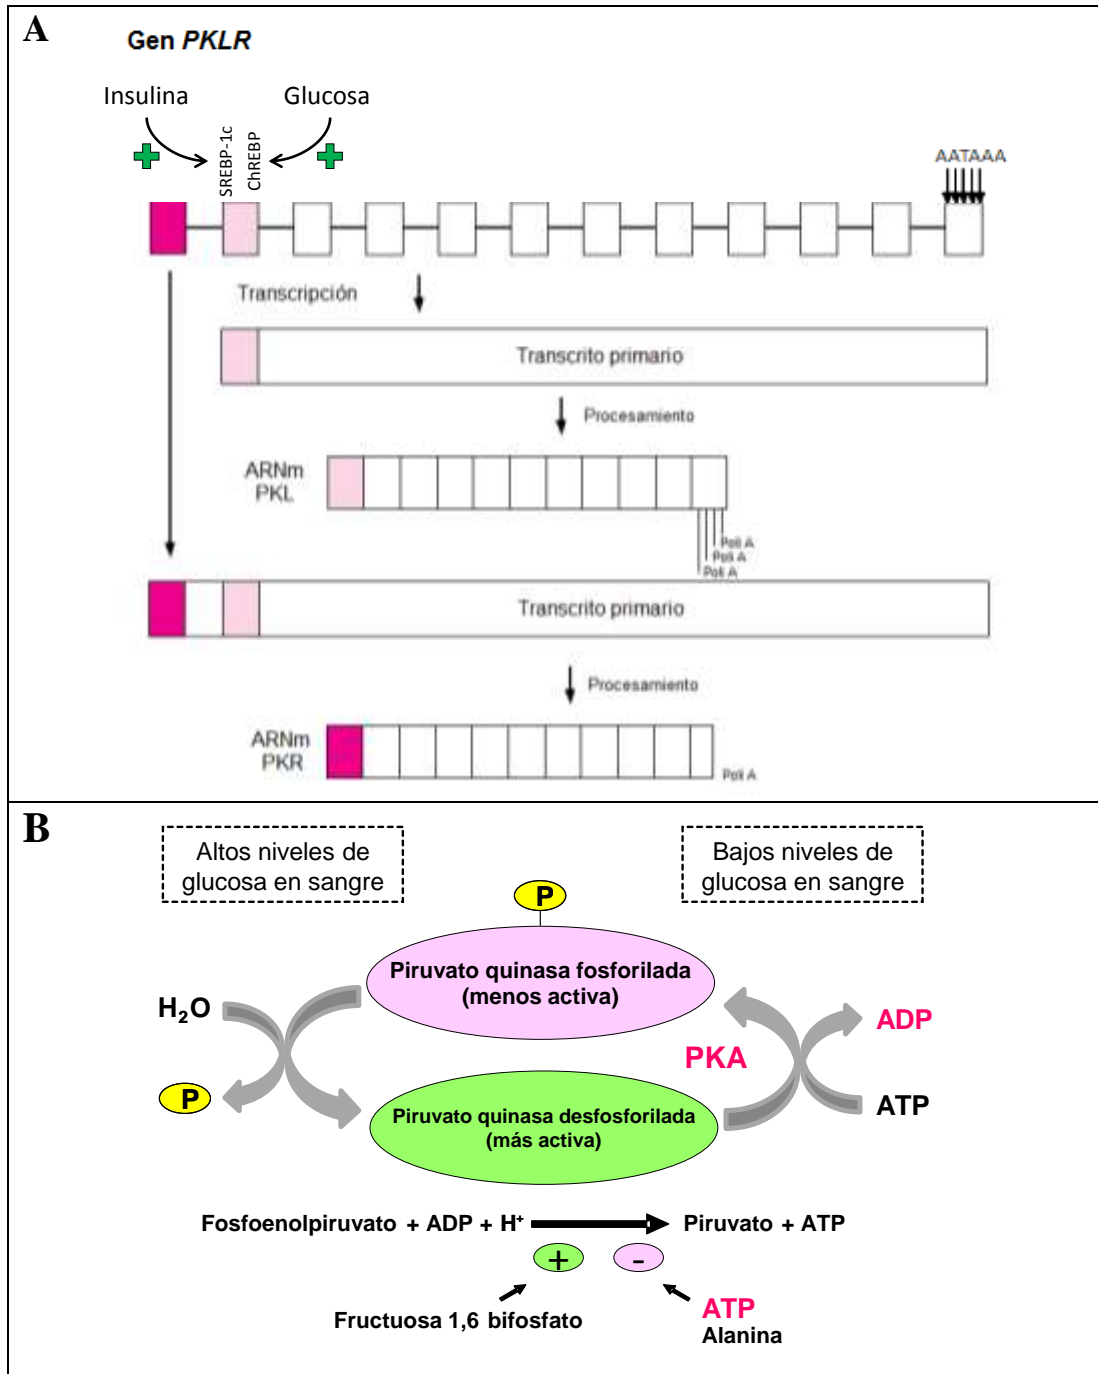 A
Gen PKLR
Insulina
Glucosa
SREBP-1c
ChREBP
AATAAA
Transcripción
Transcrito primario
Procesamiento
ARNm
PKL
Poli A
Poli A
Poli A
Transcrito primario
Procesamiento
ARNm
PKR
Poli A
B
Altos niveles de
glucosa en sangre
Bajos niveles de
glucosa en sangre
P
Piruvato quinasa fosforilada
(menos activa)
H₂O
ADP
PKA
P
ATP
Piruvato quinasa desfosforilada
(más activa)
Fosfoenolpiruvato + ADP + H⁺
Piruvato + ATP
+
-
Fructuosa 1,6 bifosfato
ATP
Alanina